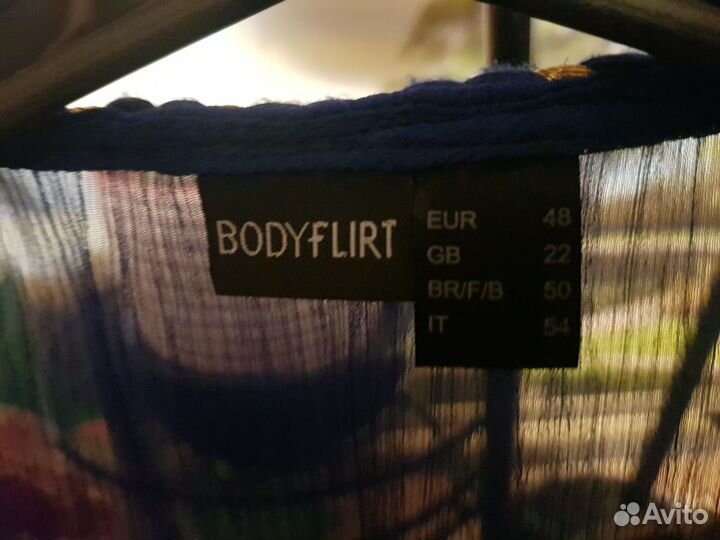 BODYFLIRT
EUR 48
GB 22
BR/F/B 50
IT 54
Avito